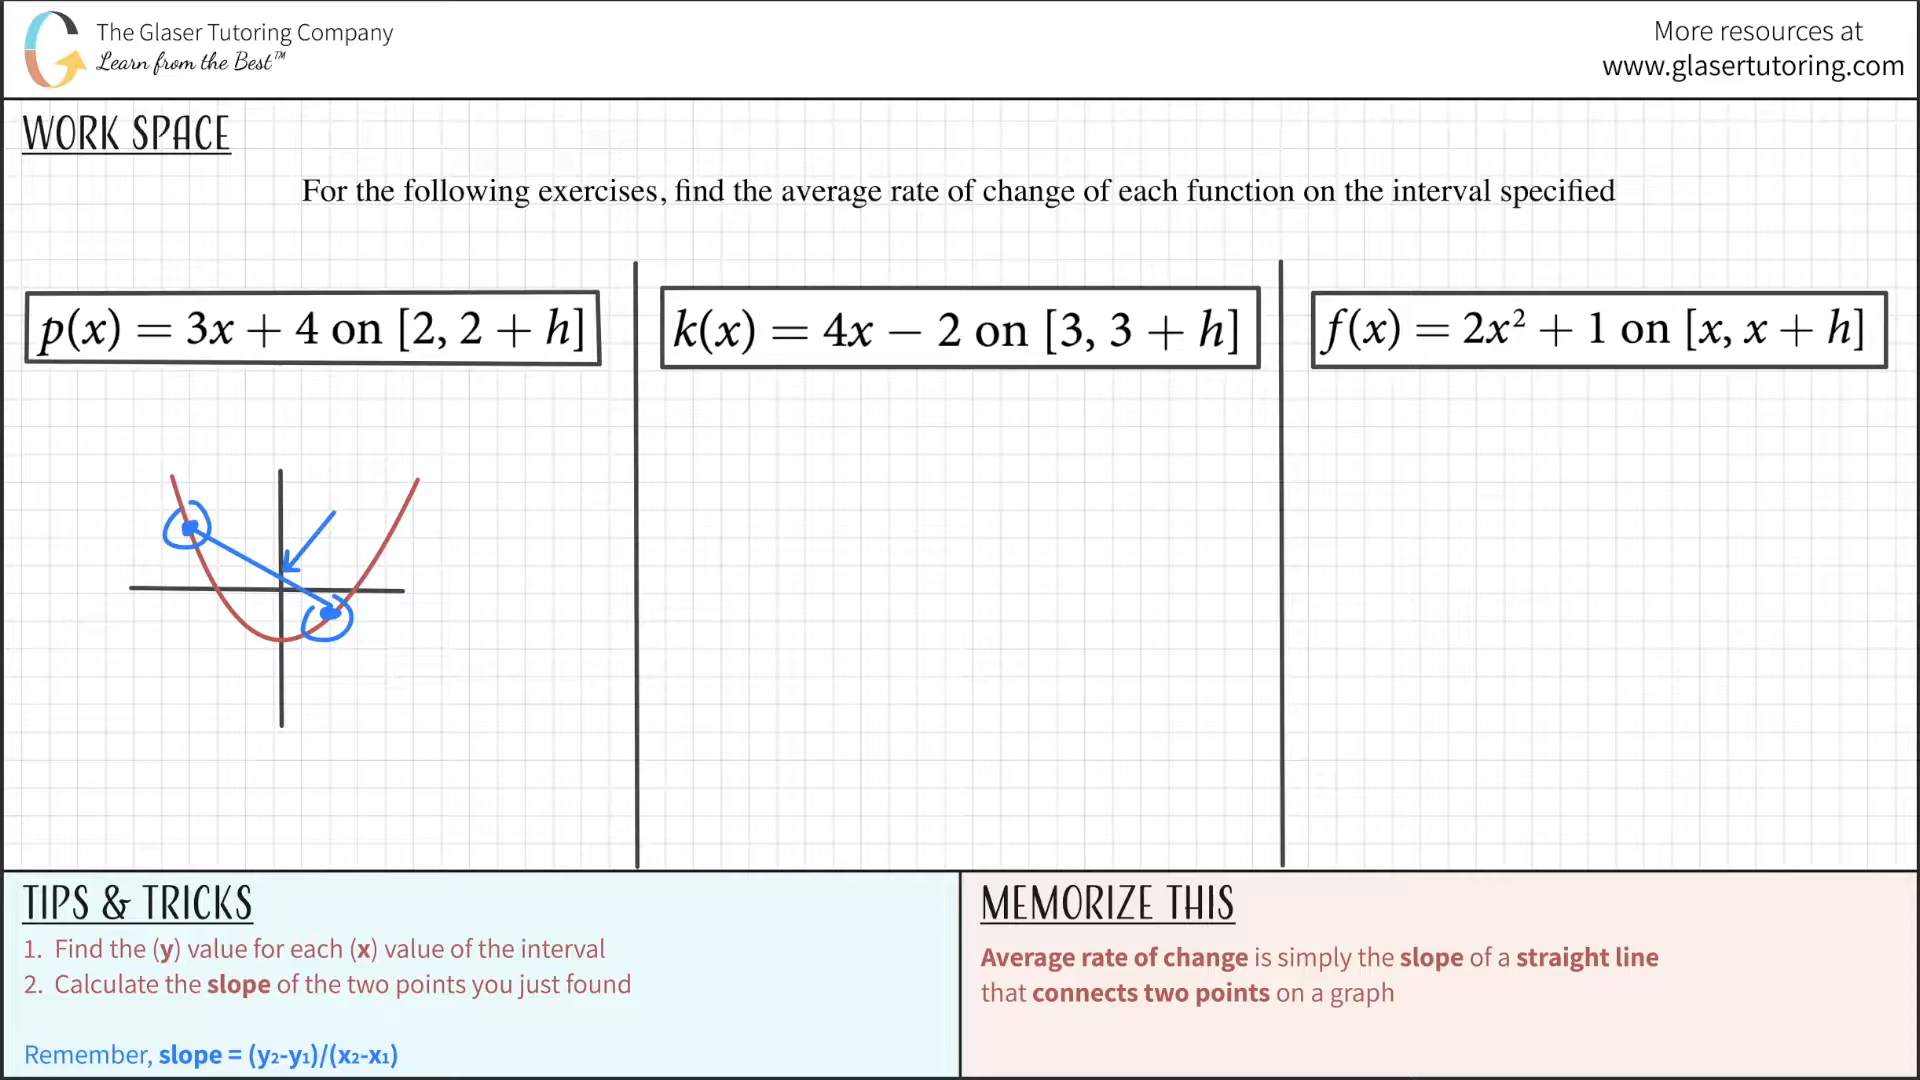 The Glaser Tutoring Company
Learn from the Best™
More resources at
www.glasertutoring.com
WORK SPACE
For the following exercises, find the average rate of change of each function on the interval specified
p(x) = 3x + 4 on [2, 2 + h]
k(x) = 4x − 2 on [3, 3 + h]
f(x) = 2x² + 1 on [x, x + h]
TIPS & TRICKS
1. Find the (y) value for each (x) value of the interval
2. Calculate the slope of the two points you just found
Remember, slope = (y₂-y₁)/(x₂-x₁)
MEMORIZE THIS
Average rate of change is simply the slope of a straight line
that connects two points on a graph